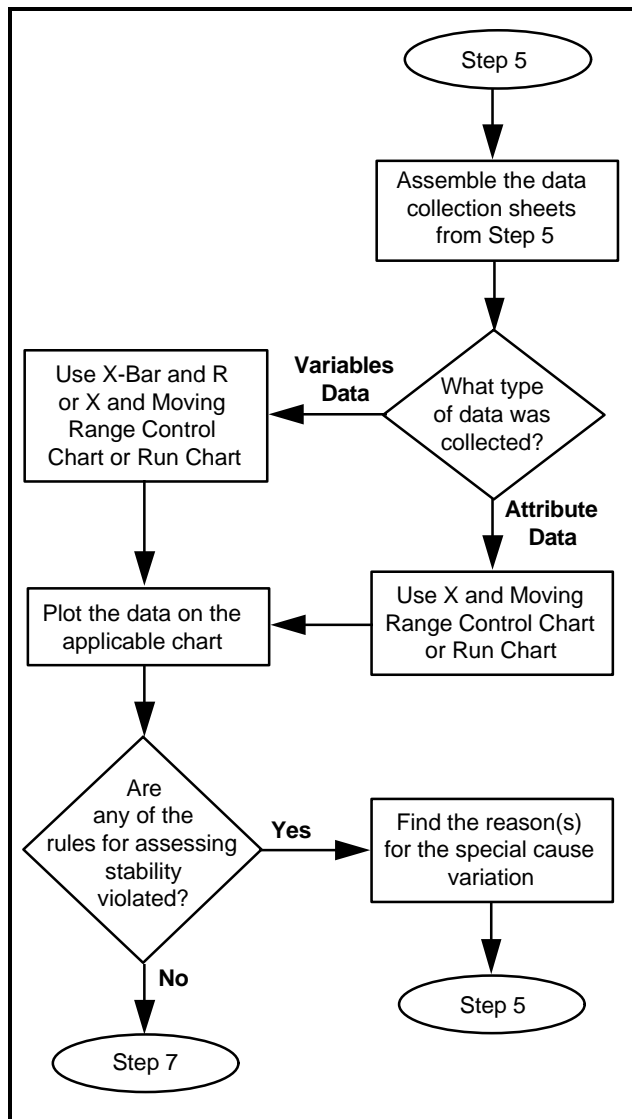 Step 5
Assemble the data
collection sheets
from Step 5
What type
of data was
collected?
Variables
Data
Use X-Bar and R
or X and Moving
Range Control
Chart or Run Chart
Attribute
Data
Use X and Moving
Range Control Chart
or Run Chart
Plot the data on the
applicable chart
Are
any of the
rules for assessing
stability
violated?
Yes
Find the reason(s)
for the special cause
variation
Step 5
No
Step 7